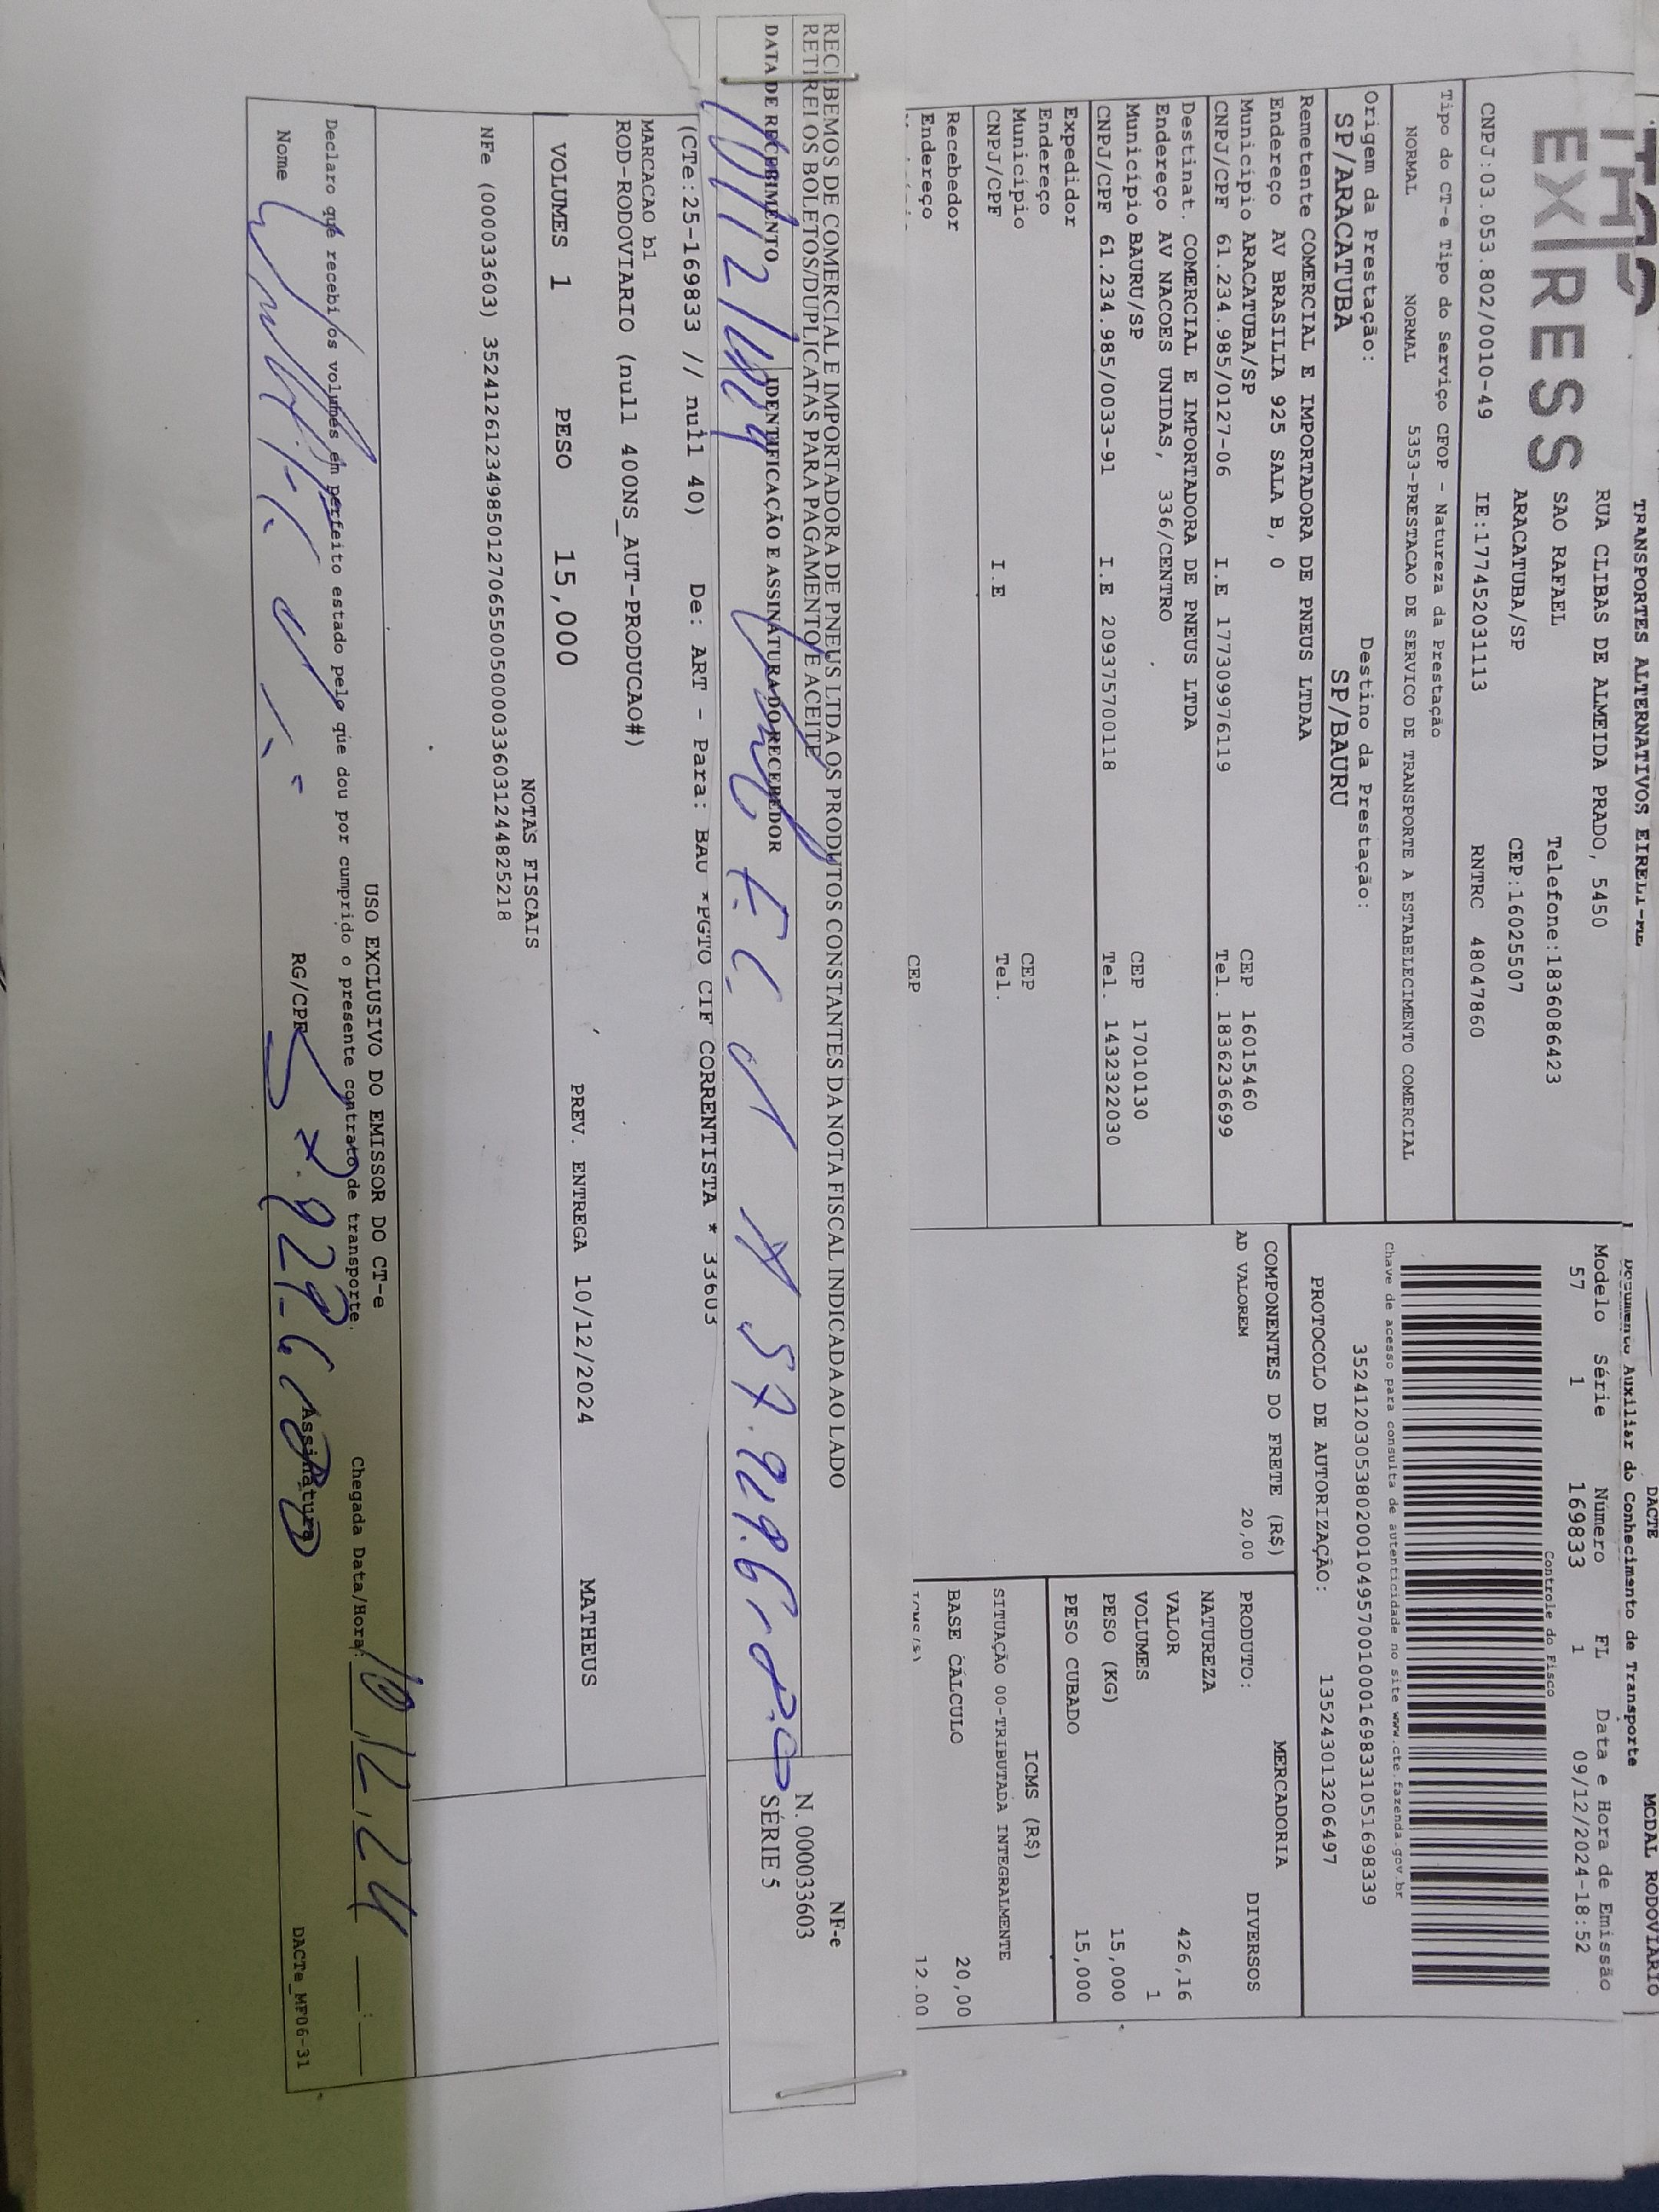 TRANSPORTES ALTERNATIVOS EIRELI-ME
EXPRESS
RUA CLIBAS DE ALMEIDA PRADO, 5450
SAO RAFAEL Telefone:1836086423
ARACATUBA/SP CEP:16025507
CNPJ:03.053.802/0010-49 IE:177452031113 RNTRC 48047860
DACTE
Documento Auxiliar do Conhecimento de Transporte
MODAL RODOVIARIO
Modelo Série Número FL Data e Hora de Emissão
57 1 169833 1 09/12/2024-18:52
Controle do Fisco
Chave de acesso para consulta de autenticidade no site www.cte.fazenda.gov.br
35241203053802001049570010001698331051698339
PROTOCOLO DE AUTORIZAÇÃO: 135243013206497
Tipo do CT-e Tipo do Serviço CFOP - Natureza da Prestação
NORMAL NORMAL 5353-PRESTACAO DE SERVICO DE TRANSPORTE A ESTABELECIMENTO COMERCIAL
Origem da Prestação: Destino da Prestação:
SP/ARACATUBA SP/BAURU
Remetente COMERCIAL E IMPORTADORA DE PNEUS LTDAA
Endereço AV BRASILIA 925 SALA B, 0
Município ARACATUBA/SP CEP 16015460
CNPJ/CPF 61.234.985/0127-06 I.E 177309976119 Tel. 1836236699
Destinat. COMERCIAL E IMPORTADORA DE PNEUS LTDA
Endereço AV NACOES UNIDAS, 336/CENTRO
Município BAURU/SP CEP 17010130
CNPJ/CPF 61.234.985/0033-91 I.E 209375700118 Tel. 1432322030
Expedidor
Endereço
Município CEP
CNPJ/CPF I.E Tel.
Recebedor
Endereço CEP
COMPONENTES DO FRETE (R$)
AD VALOREM 20,00
MERCADORIA
PRODUTO: DIVERSOS
NATUREZA
VALOR 426,16
VOLUMES 1
PESO (KG) 15,000
PESO CUBADO 15,000
ICMS (R$)
SITUAÇÃO 00-TRIBUTADA INTEGRALMENTE
BASE CÁLCULO 20,00
12.00
RECEBEMOS DE COMERCIAL E IMPORTADORA DE PNEUS LTDA OS PRODUTOS CONSTANTES DA NOTA FISCAL INDICADA AO LADO
RETIREI OS BOLETOS/DUPLICATAS PARA PAGAMENTO E ACEITE
DATA DE RECEBIMENTO IDENTIFICAÇÃO E ASSINATURA DO RECEBEDOR
NF-e
N. 000033603
SÉRIE 5
(CTe:25-169833 // null 40) De: ART - Para: BAU *PGTO CIF CORRENTISTA * 33603
MARCACAO b1
ROD-RODOVIARIO (null 400NS_AUT-PRODUCAO#)
VOLUMES 1 PESO 15,000 PREV. ENTREGA 10/12/2024 MATHEUS
NOTAS FISCAIS
NFe (000033603) 35241261234985012706550050000336031244825218
USO EXCLUSIVO DO EMISSOR DO CT-e
Declaro que recebi os volumes em perfeito estado pelo que dou por cumprido o presente contrato de transporte.
Chegada Data/Hora: 10/12/24
Nome RG/CPF Assinatura
DACTe_MF06-31